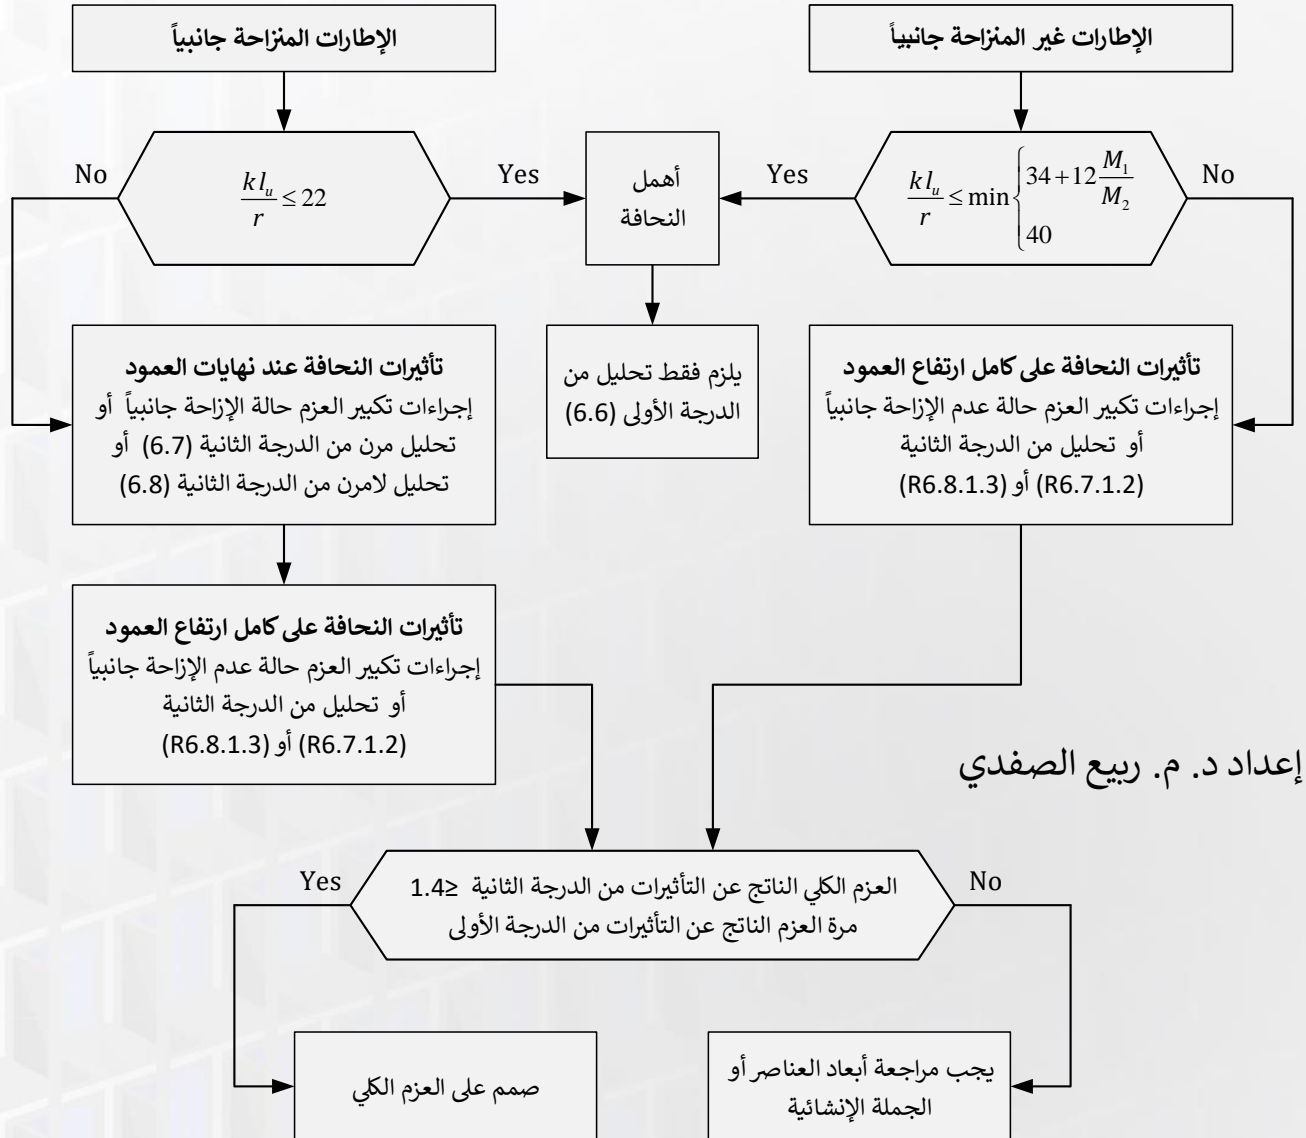 الإطارات غير المنزاحة جانبياً
الإطارات المنزاحة جانبياً
No
kl_u / r ≤ min { 34+12 M_1/M_2
40
Yes
أهمل
النحافة
Yes
kl_u / r ≤ 22
No
تأثيرات النحافة على كامل ارتفاع العمود
إجراءات تكبير العزم حالة عدم الإزاحة جانبياً
أو تحليل من الدرجة الثانية
(R6.7.1.2) أو (R6.8.1.3)
يلزم فقط تحليل من
الدرجة الأولى (6.6)
تأثيرات النحافة عند نهايات العمود
إجراءات تكبير العزم حالة الإزاحة جانبياً أو
تحليل مرن من الدرجة الثانية (6.7) أو
تحليل لامرن من الدرجة الثانية (6.8)
تأثيرات النحافة على كامل ارتفاع العمود
إجراءات تكبير العزم حالة عدم الإزاحة جانبياً
أو تحليل من الدرجة الثانية
(R6.7.1.2) أو (R6.8.1.3)
إعداد د. م. ربيع الصفدي
No
العزم الكلي الناتج عن التأثيرات من الدرجة الثانية ≥1.4
مرة العزم الناتج عن التأثيرات من الدرجة الأولى
Yes
يجب مراجعة أبعاد العناصر أو
الجملة الإنشائية
صمم على العزم الكلي